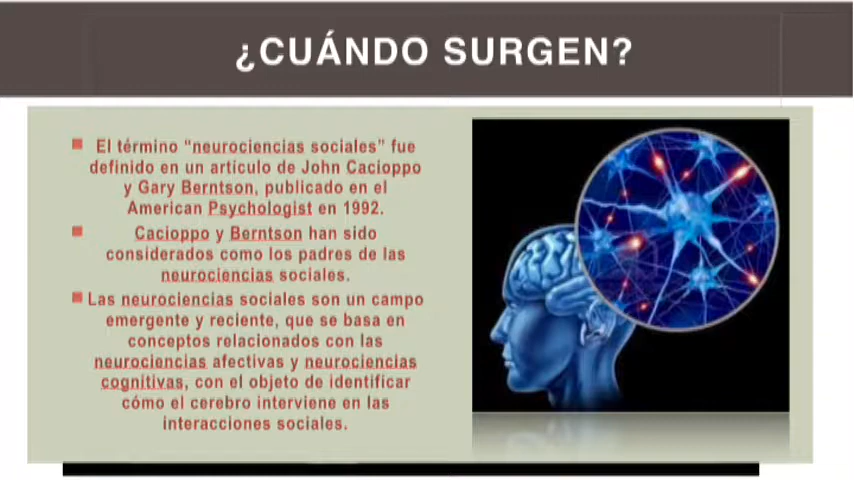 ¿CUÁNDO SURGEN?
El término “neurociencias sociales” fue
definido en un artículo de John Cacioppo
y Gary Berntson, publicado en el
American Psychologist en 1992.
Cacioppo y Berntson han sido
considerados como los padres de las
neurociencias sociales.
Las neurociencias sociales son un campo
emergente y reciente, que se basa en
conceptos relacionados con las
neurociencias afectivas y neurociencias
cognitivas, con el objeto de identificar
cómo el cerebro interviene en las
interacciones sociales.